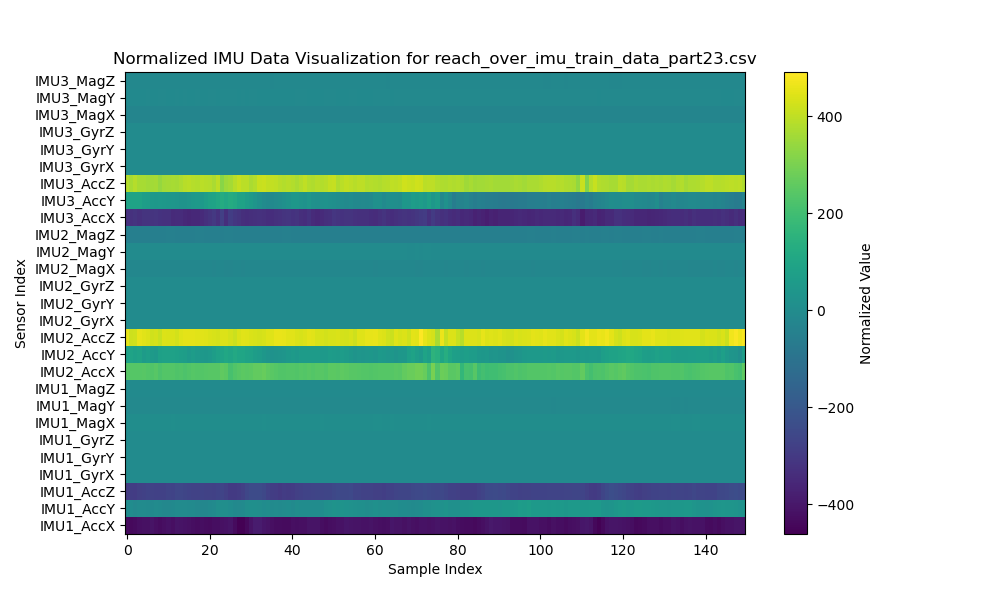 Normalized IMU Data Visualization for reach_over_imu_train_data_part23.csv
IMU3_MagZ
IMU3_MagY
IMU3_MagX
IMU3_GyrZ
IMU3_GyrY
IMU3_GyrX
IMU3_AccZ
IMU3_AccY
IMU3_AccX
IMU2_MagZ
IMU2_MagY
IMU2_MagX
IMU2_GyrZ
IMU2_GyrY
IMU2_GyrX
IMU2_AccZ
IMU2_AccY
IMU2_AccX
IMU1_MagZ
IMU1_MagY
IMU1_MagX
IMU1_GyrZ
IMU1_GyrY
IMU1_GyrX
IMU1_AccZ
IMU1_AccY
IMU1_AccX
Sensor Index
0 20 40 60 80 100 120 140
Sample Index
400
200
0
−200
−400
Normalized Value